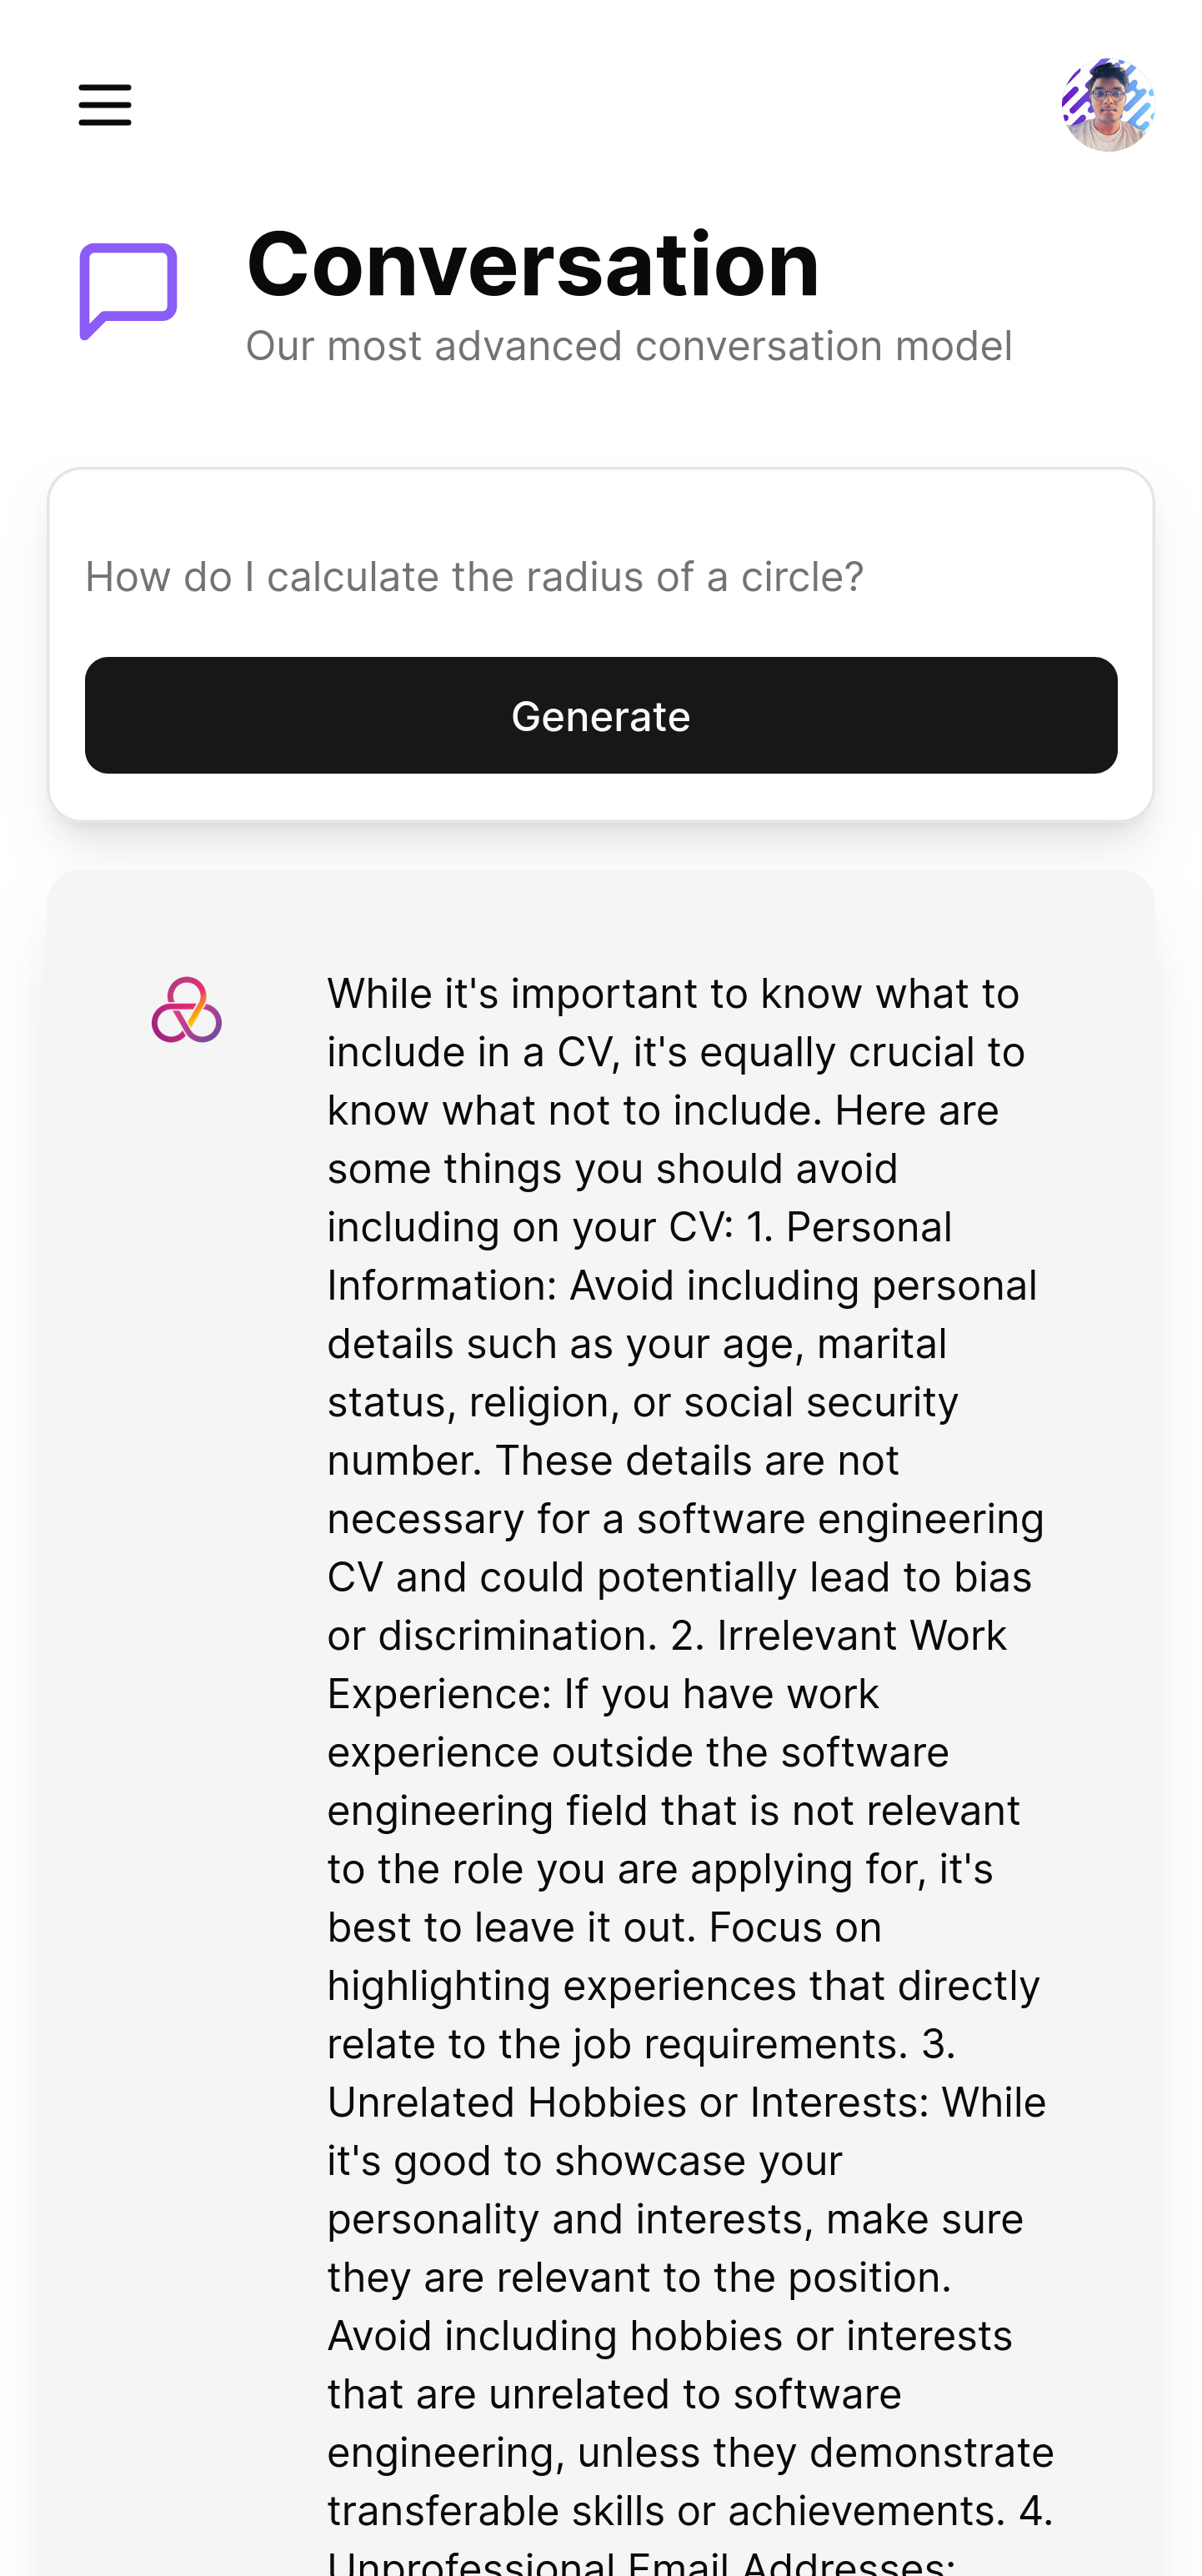 Conversation
Our most advanced conversation model
How do I calculate the radius of a circle?
Generate
While it's important to know what to
include in a CV, it's equally crucial to
know what not to include. Here are
some things you should avoid
including on your CV: 1. Personal
Information: Avoid including personal
details such as your age, marital
status, religion, or social security
number. These details are not
necessary for a software engineering
CV and could potentially lead to bias
or discrimination. 2. Irrelevant Work
Experience: If you have work
experience outside the software
engineering field that is not relevant
to the role you are applying for, it's
best to leave it out. Focus on
highlighting experiences that directly
relate to the job requirements. 3.
Unrelated Hobbies or Interests: While
it's good to showcase your
personality and interests, make sure
they are relevant to the position.
Avoid including hobbies or interests
that are unrelated to software
engineering, unless they demonstrate
transferable skills or achievements. 4.
Unprofessional Email Addresses: